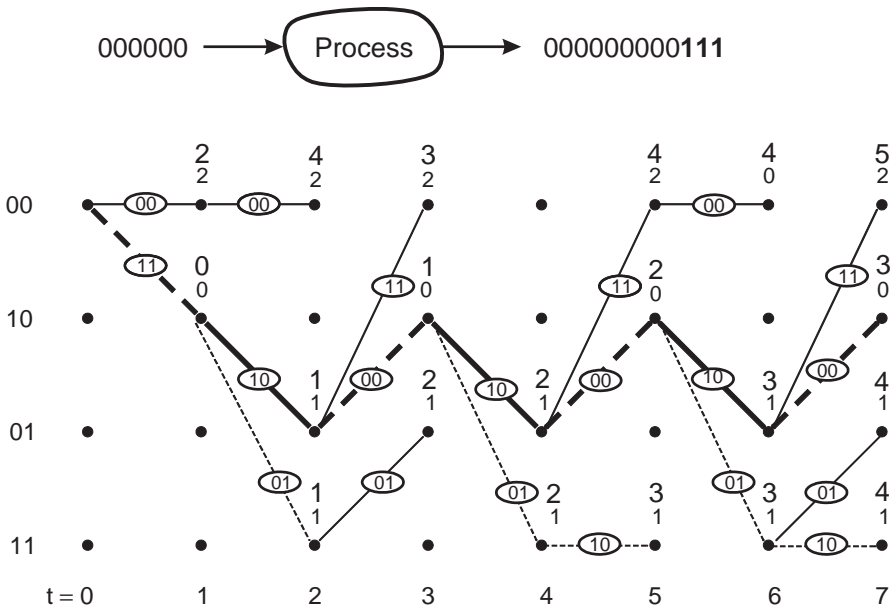 000000 Process 000000000111
2 4 3 4 4 5
2 2 2 2 0 2
00 00 00 00
11 0 1 2 3
11 11 11
0 0 0 0
10
10 1 00 2 10 2 00 10 3 00 4
1 1 1 1 1
01
01 1 01 01 2 3 01 3 01 4
1 1 1 1 1
11 10 10
t = 0 1 2 3 4 5 6 7